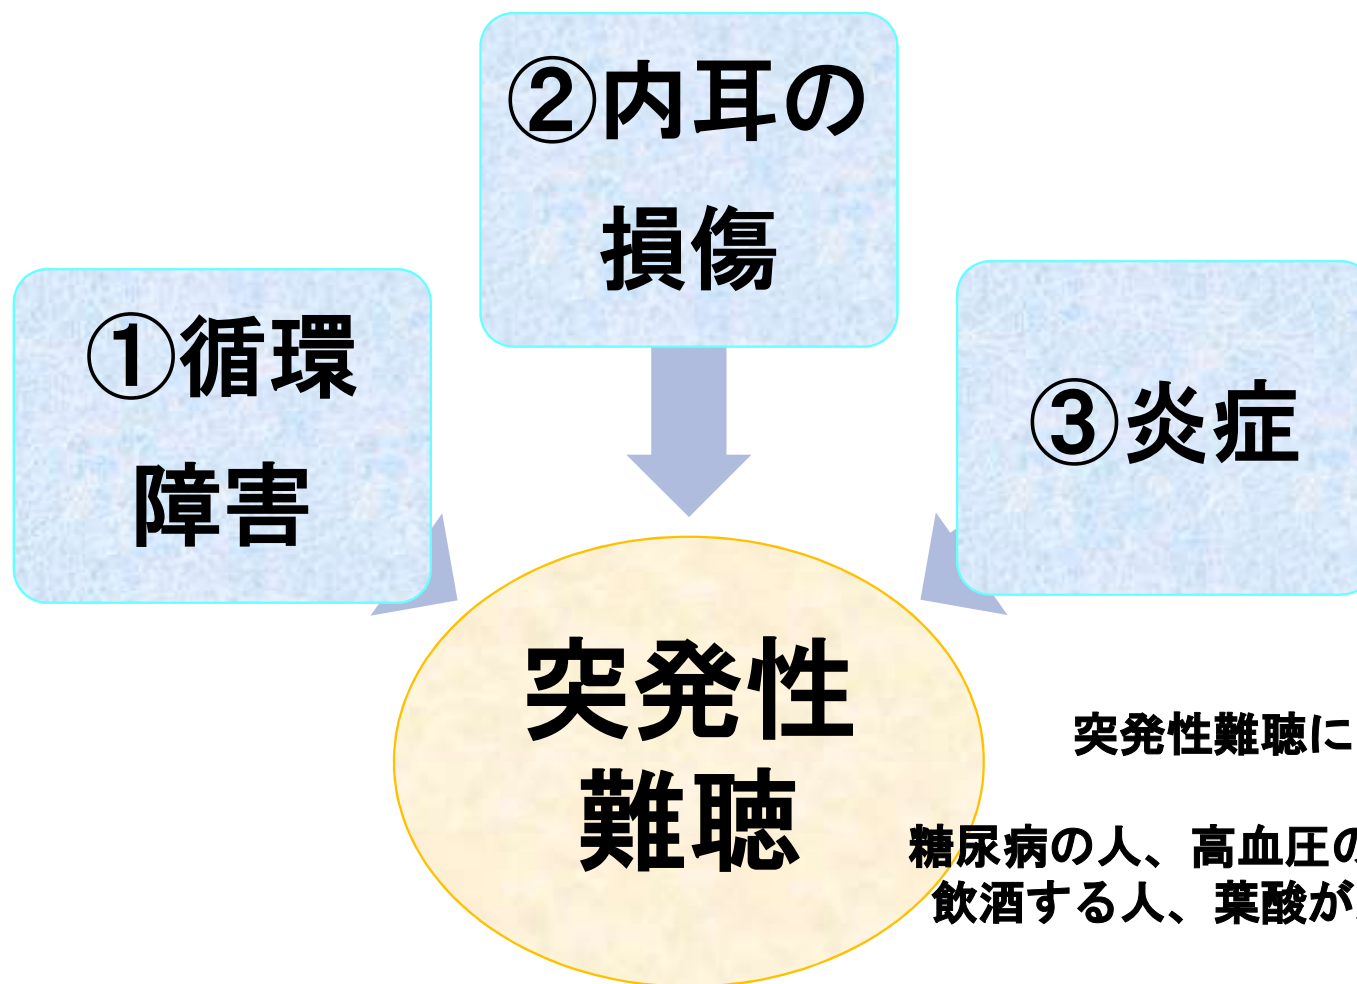 ②内耳の
損傷
①循環
障害
③炎症
突発性
難聴
突発性難聴に
糖尿病の人、高血圧の
飲酒する人、葉酸が